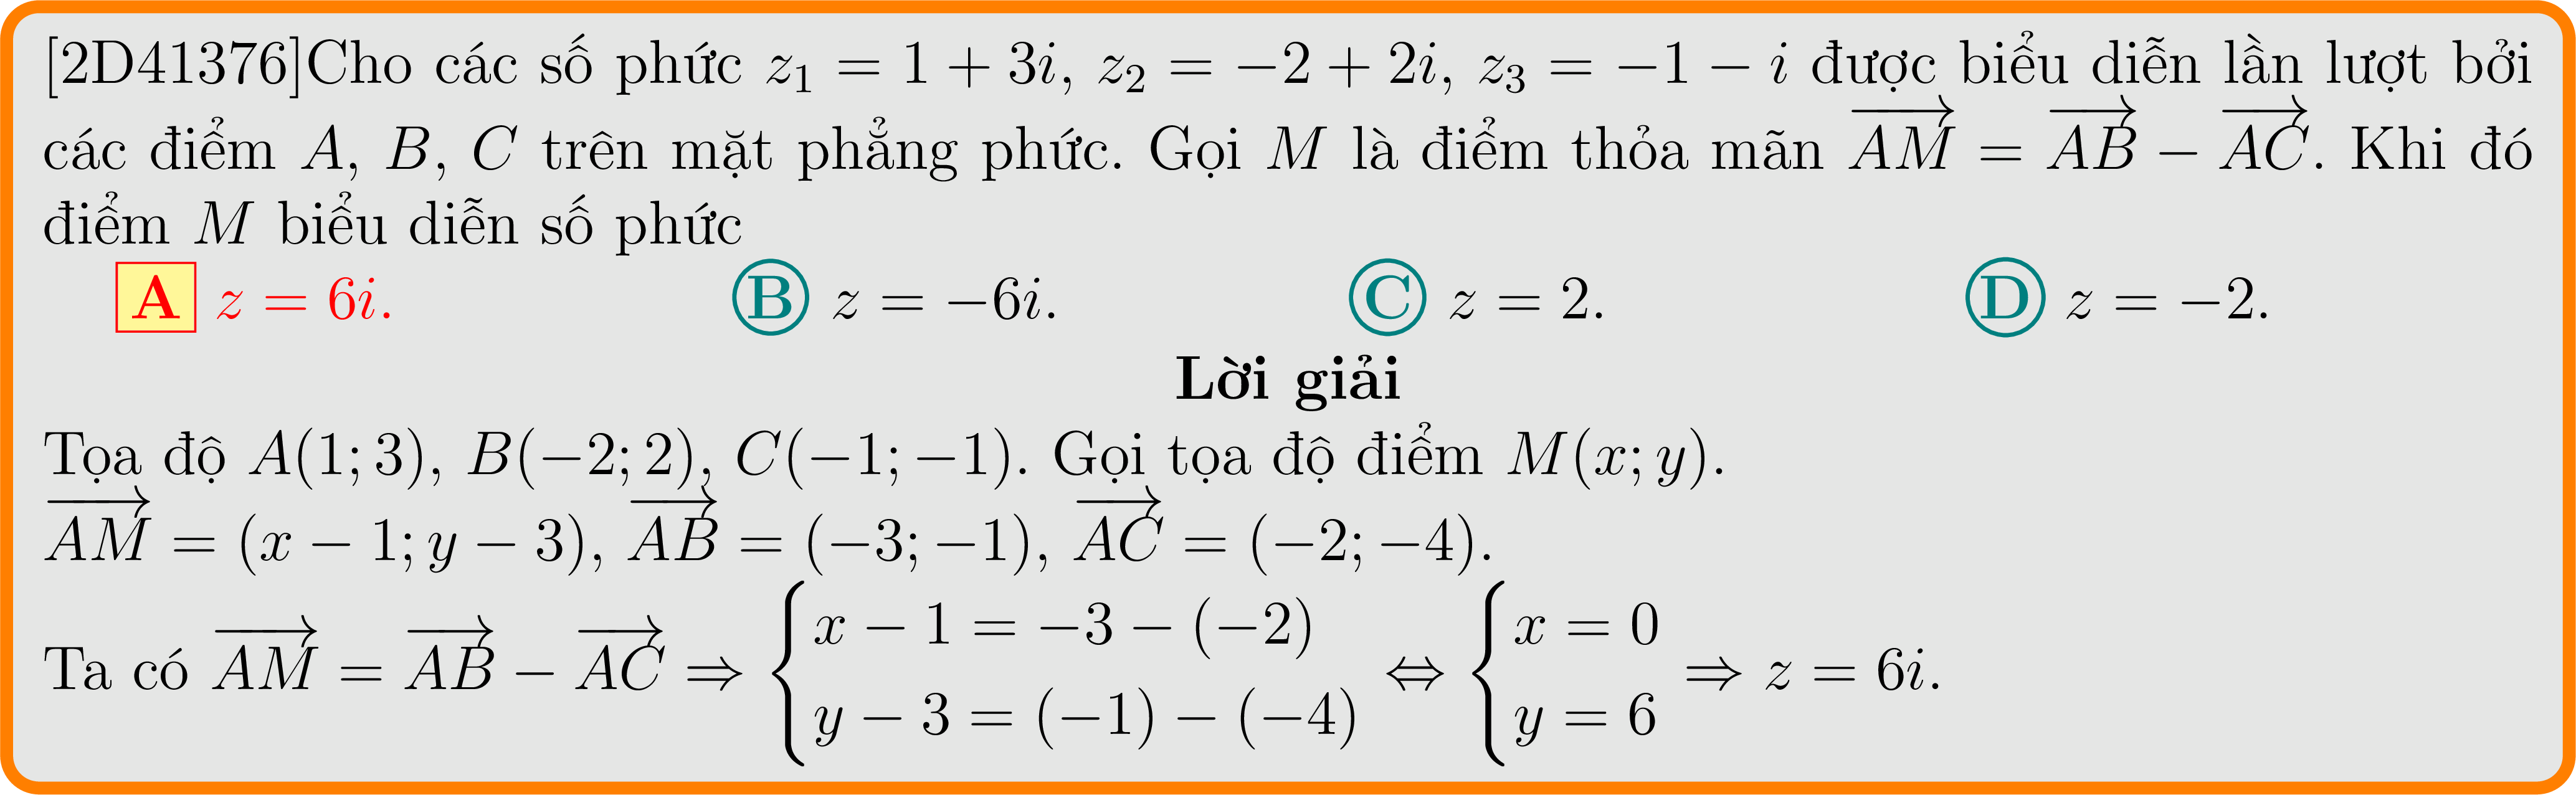 [2D41376]Cho các số phức z₁ = 1 + 3i, z₂ = −2 + 2i, z₃ = −1 − i được biểu diễn lần lượt bởi
các điểm A, B, C trên mặt phẳng phức. Gọi M là điểm thỏa mãn $\overrightarrow{AM} = \overrightarrow{AB} - \overrightarrow{AC}$. Khi đó
điểm M biểu diễn số phức
A z = 6i. B z = −6i. C z = 2. D z = −2.
Lời giải
Tọa độ A(1; 3), B(−2; 2), C(−1; −1). Gọi tọa độ điểm M(x; y).
$\overrightarrow{AM} = (x - 1; y - 3)$, $\overrightarrow{AB} = (-3; -1)$, $\overrightarrow{AC} = (-2; -4)$.
Ta có $\overrightarrow{AM} = \overrightarrow{AB} - \overrightarrow{AC} \Rightarrow \begin{cases} x - 1 = -3 - (-2) \\ y - 3 = (-1) - (-4) \end{cases} \Leftrightarrow \begin{cases} x = 0 \\ y = 6 \end{cases} \Rightarrow z = 6i.$